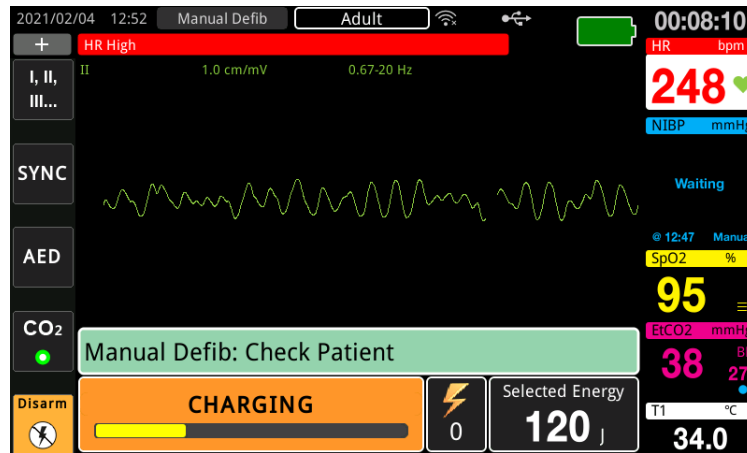 2021/02/04 12:52 Manual Defib Adult 00:08:10
+
HR High
HR bpm
II 1.0 cm/mV 0.67-20 Hz
248
I, II,
III...
NIBP mmHg
SYNC
Waiting
@ 12:47 Manua
AED
SpO2 %
95
CO2
EtCO2 mmHg
38
27
Manual Defib: Check Patient
Disarm
CHARGING
0
Selected Energy
120 J
T1 °C
34.0